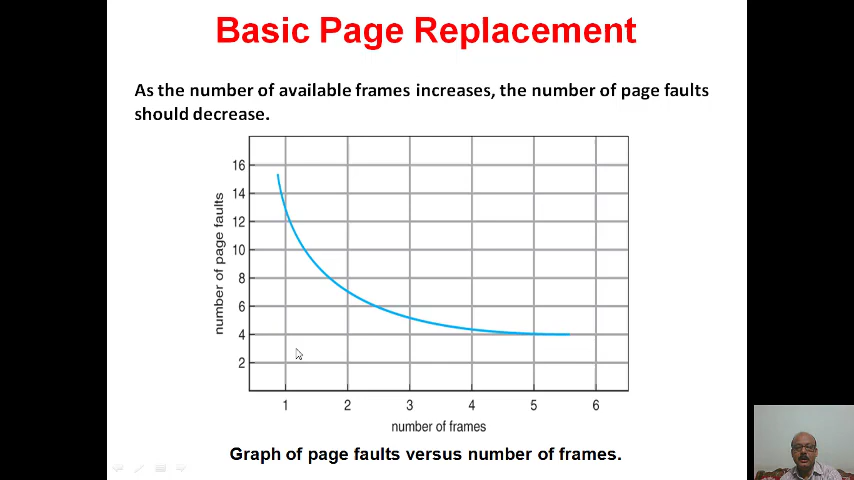 Basic Page Replacement
As the number of available frames increases, the number of page faults
should decrease.
number of page faults
16
14
12
10
8
6
4
2
1 2 3 4 5 6
number of frames
Graph of page faults versus number of frames.